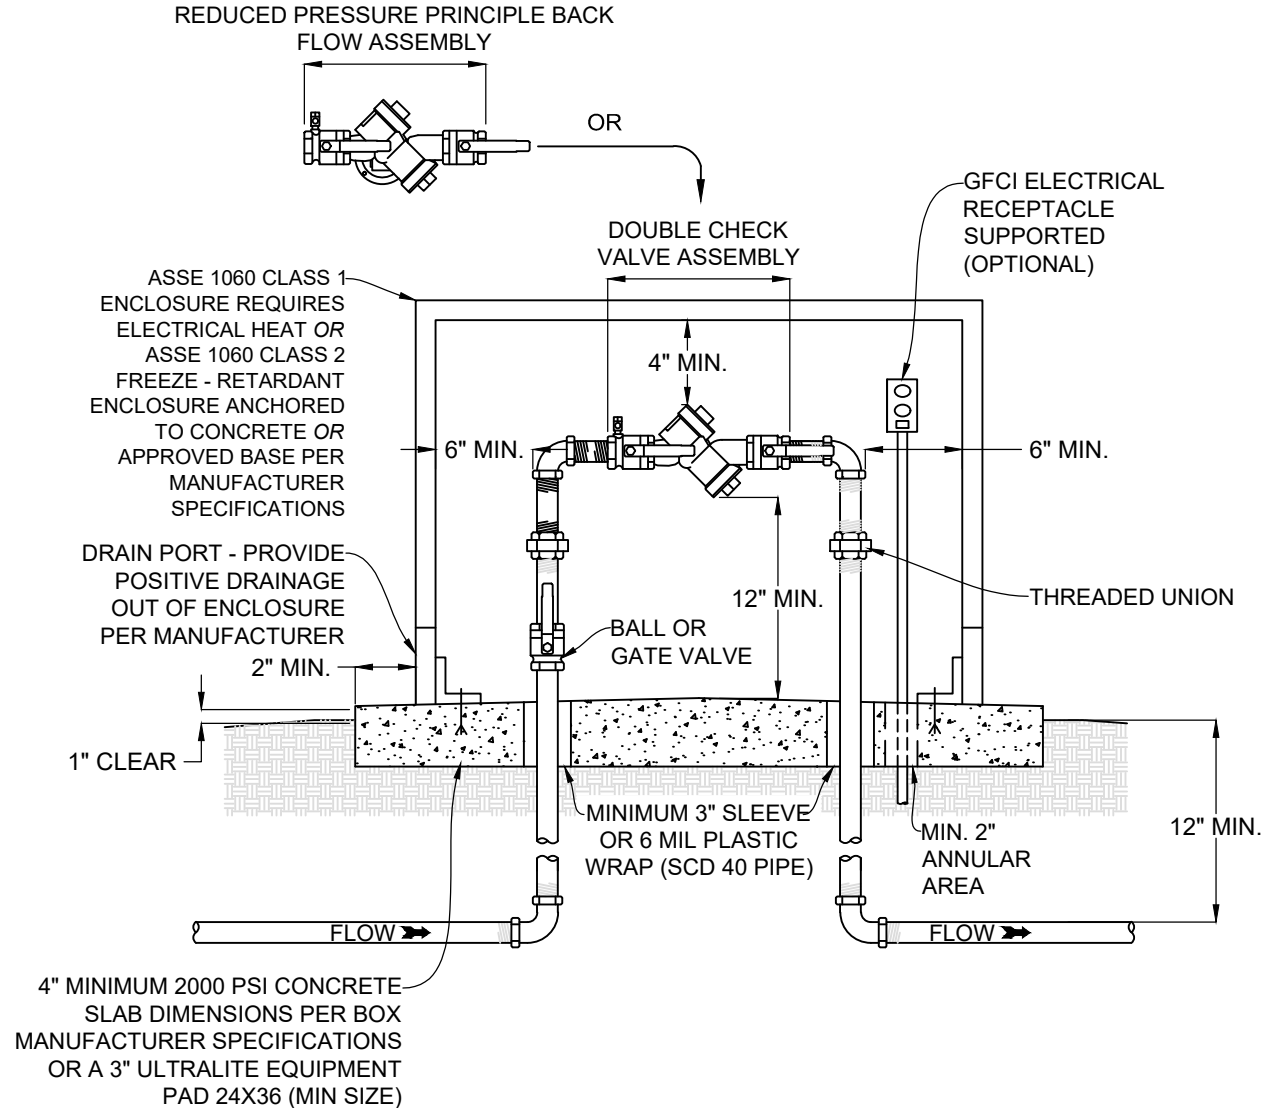 REDUCED PRESSURE PRINCIPLE BACK
FLOW ASSEMBLY
OR
GFCI ELECTRICAL
RECEPTACLE
SUPPORTED
(OPTIONAL)
DOUBLE CHECK
VALVE ASSEMBLY
ASSE 1060 CLASS 1
ENCLOSURE REQUIRES
ELECTRICAL HEAT OR
ASSE 1060 CLASS 2
FREEZE - RETARDANT
ENCLOSURE ANCHORED
TO CONCRETE OR
APPROVED BASE PER
MANUFACTURER
SPECIFICATIONS
4" MIN.
6" MIN.
6" MIN.
DRAIN PORT - PROVIDE
POSITIVE DRAINAGE
OUT OF ENCLOSURE
PER MANUFACTURER
12" MIN.
THREADED UNION
BALL OR
GATE VALVE
2" MIN.
1" CLEAR
MINIMUM 3" SLEEVE
OR 6 MIL PLASTIC
WRAP (SCD 40 PIPE)
MIN. 2"
ANNULAR
AREA
12" MIN.
FLOW
FLOW
4" MINIMUM 2000 PSI CONCRETE
SLAB DIMENSIONS PER BOX
MANUFACTURER SPECIFICATIONS
OR A 3" ULTRALITE EQUIPMENT
PAD 24X36 (MIN SIZE)